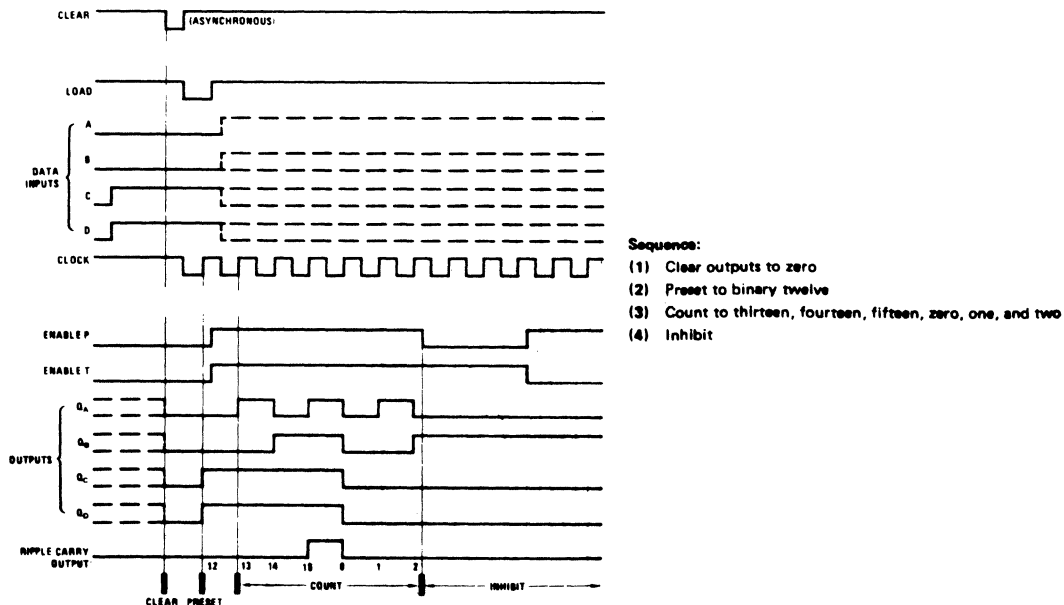 CLEAR
(ASYNCHRONOUS)
LOAD
A
B
DATA
INPUTS
C
D
CLOCK
ENABLE P
ENABLE T
QA
QB
OUTPUTS
QC
QD
RIPPLE CARRY
OUTPUT
12 13 14 15 0 1 2
COUNT
INHIBIT
CLEAR PRESET
Sequence:
(1) Clear outputs to zero
(2) Preset to binary twelve
(3) Count to thirteen, fourteen, fifteen, zero, one, and two
(4) Inhibit